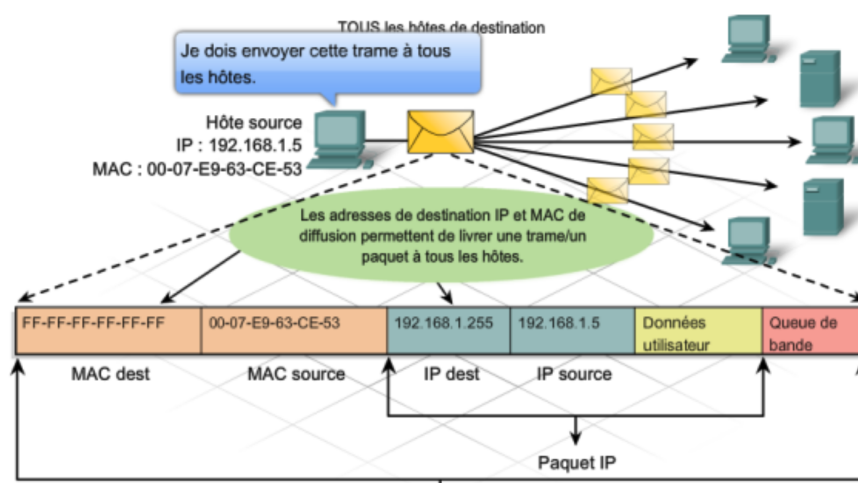 TOUS les hôtes de destination
Je dois envoyer cette trame à tous
les hôtes.
Hôte source
IP : 192.168.1.5
MAC : 00-07-E9-63-CE-53
Les adresses de destination IP et MAC de
diffusion permettent de livrer une trame/un
paquet à tous les hôtes.
FF-FF-FF-FF-FF-FF
00-07-E9-63-CE-53
192.168.1.255
192.168.1.5
Données
utilisateur
Queue de
bande
MAC dest
MAC source
IP dest
IP source
Paquet IP